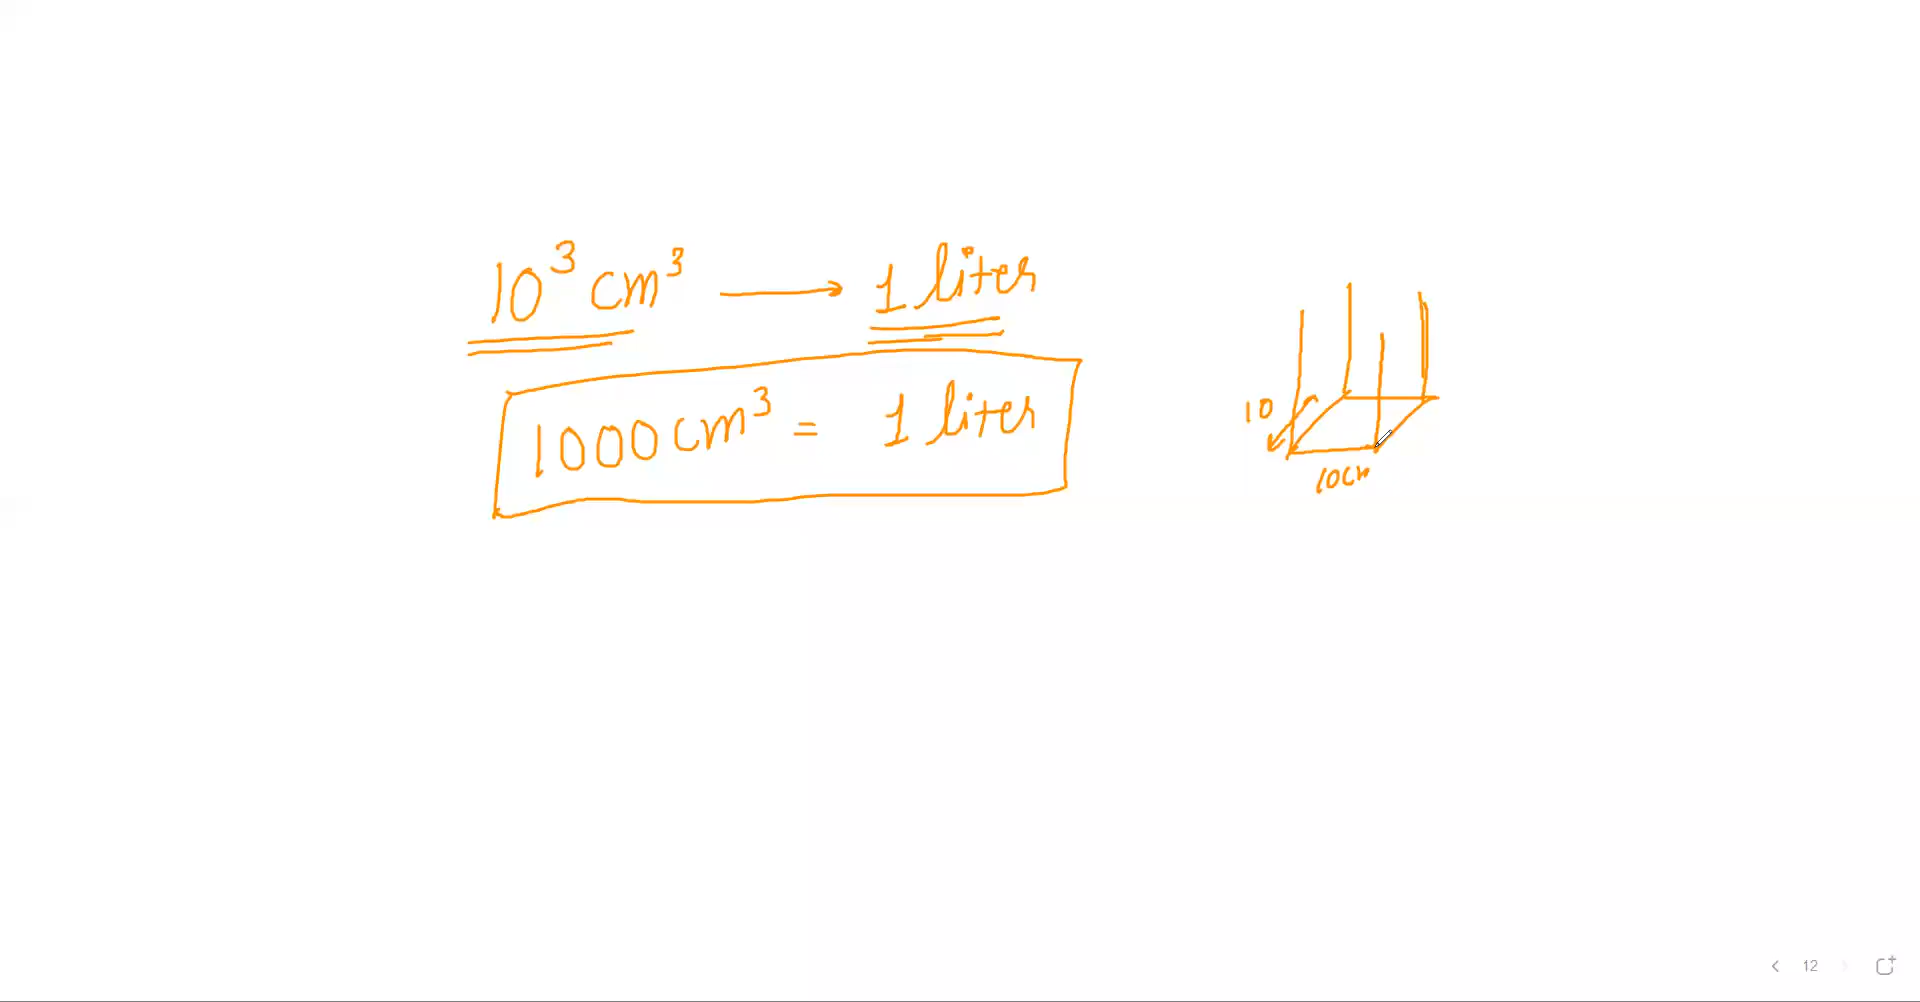 10³ cm³ → 1 liter
1000 cm³ = 1 liter
10
10cm
12